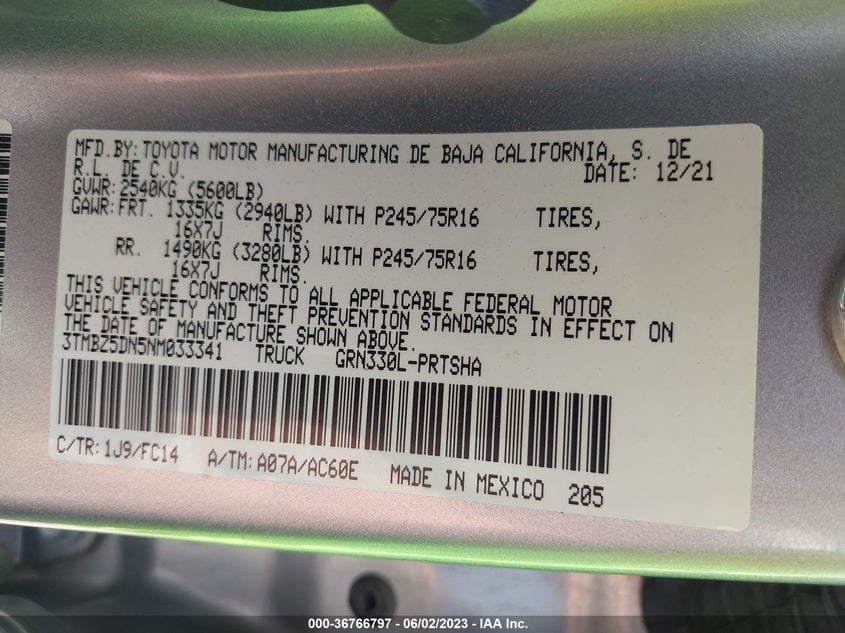 MFD.BY:TOYOTA MOTOR MANUFACTURING DE BAJA CALIFORNIA, S. DE
R.L. DE C.V. DATE: 12/21
GVWR:2540KG (5600LB)
GAWR:FRT. 1335KG (2940LB) WITH P245/75R16 TIRES,
16X7J RIMS.
RR. 1490KG (3280LB) WITH P245/75R16 TIRES,
16X7J RIMS.
THIS VEHICLE CONFORMS TO ALL APPLICABLE FEDERAL MOTOR
VEHICLE SAFETY AND THEFT PREVENTION STANDARDS IN EFFECT ON
THE DATE OF MANUFACTURE SHOWN ABOVE.
3TMBZ5DN5NM033341 TRUCK GRN330L-PRTSHA
C/TR:1J9/FC14 A/TM:A07A/AC60E MADE IN MEXICO 205
000-36766797 - 06/02/2023 - IAA Inc.